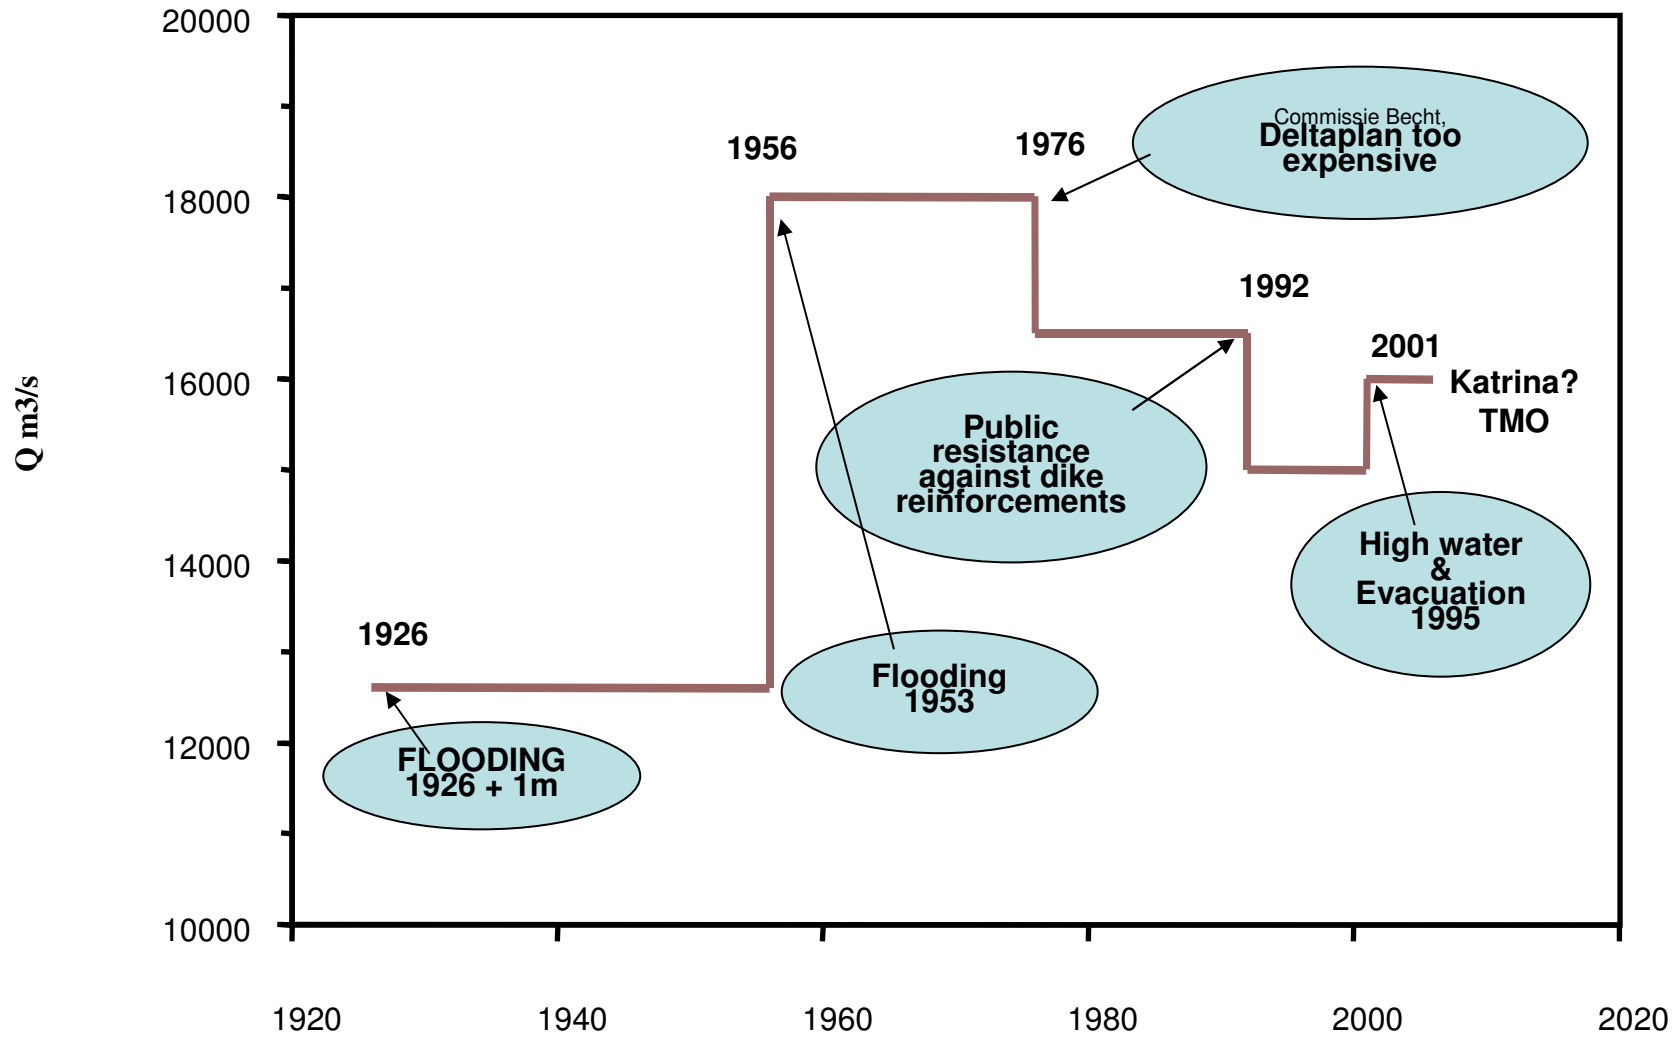 20000
18000
16000
14000
12000
10000
Q m3/s
1920
1940
1960
1980
2000
2020
1926
FLOODING
1926 + 1m
1956
Flooding
1953
1976
Commissie Becht,
Deltaplan too
expensive
1992
Public
resistance
against dike
reinforcements
2001
Katrina?
TMO
High water
&
Evacuation
1995